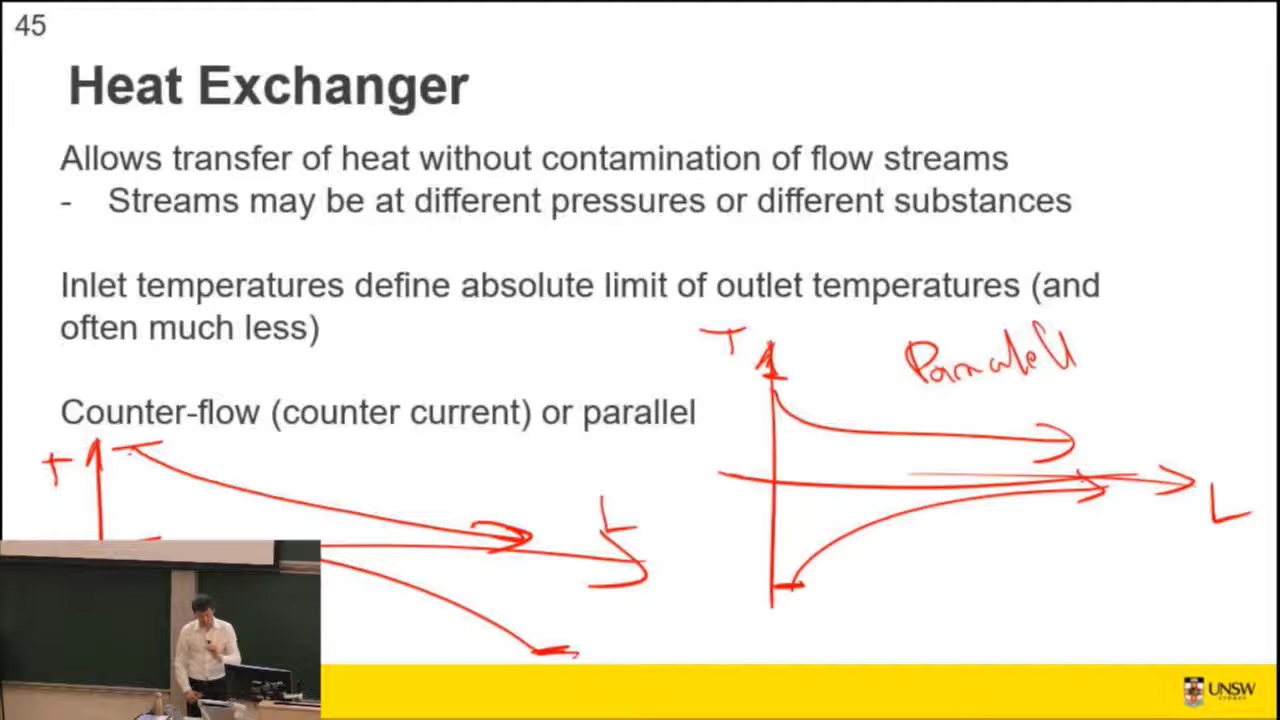 45
Heat Exchanger
Allows transfer of heat without contamination of flow streams
- Streams may be at different pressures or different substances
Inlet temperatures define absolute limit of outlet temperatures (and
often much less)
T
Parallell
Counter-flow (counter current) or parallel
T
L
L
UNSW
SYDNEY